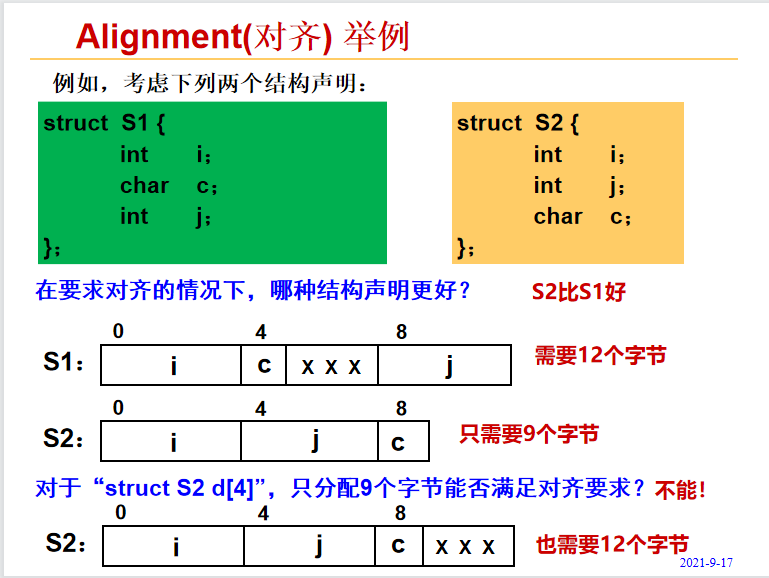 Alignment(对齐) 举例
例如，考虑下列两个结构声明：
struct S1 {
int i；
char c；
int j；
}；
struct S2 {
int i；
int j；
char c；
}；
在要求对齐的情况下，哪种结构声明更好？ S2比S1好
0 4 8
S1： i c x x x j 需要12个字节
0 4 8
S2： i j c 只需要9个字节
对于“struct S2 d[4]”，只分配9个字节能否满足对齐要求？不能！
0 4 8
S2： i j c x x x 也需要12个字节
2021-9-17